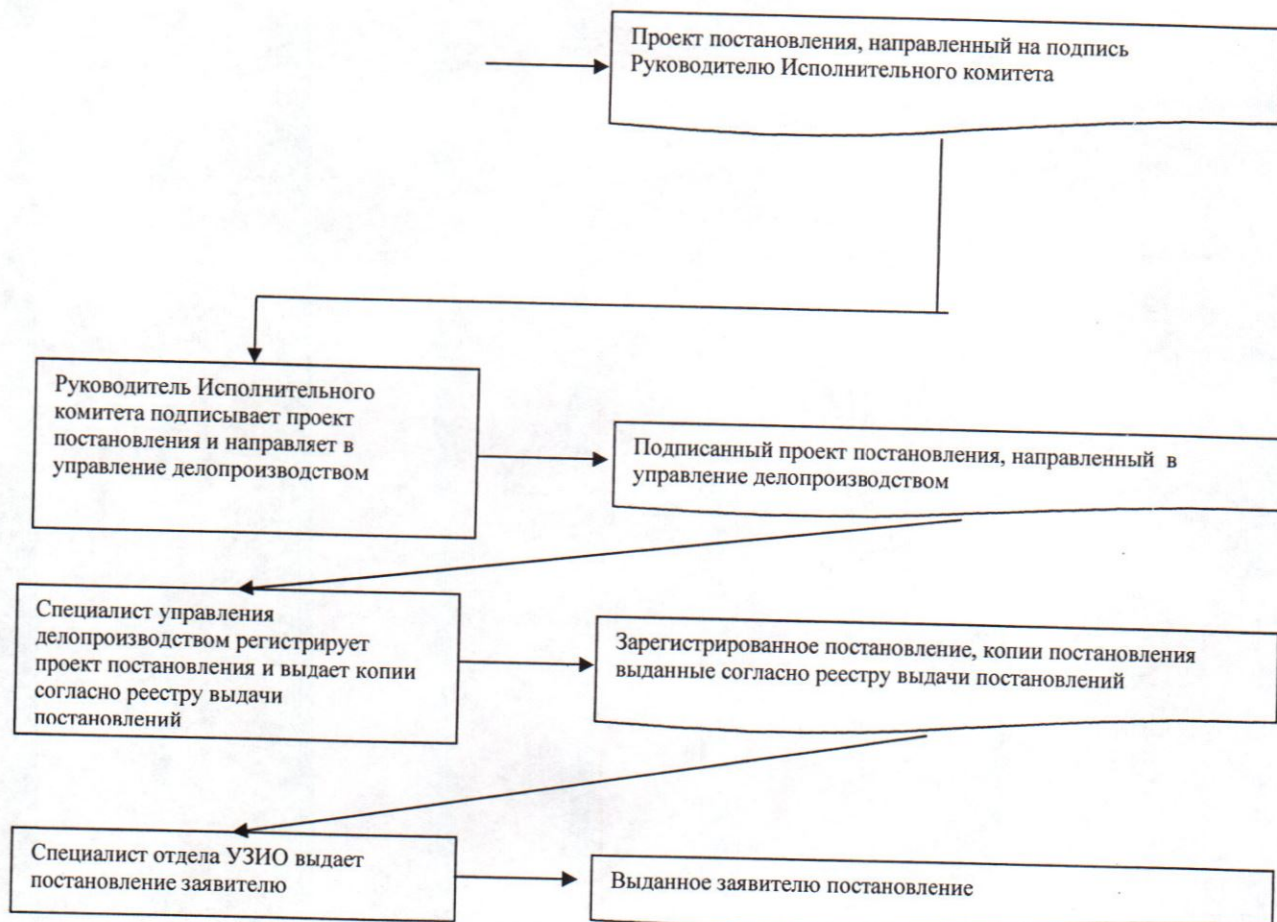 Проект постановления, направленный на подпись
Руководителю Исполнительного комитета
Руководитель Исполнительного
комитета подписывает проект
постановления и направляет в
управление делопроизводством
Подписанный проект постановления, направленный в
управление делопроизводством
Специалист управления
делопроизводством регистрирует
проект постановления и выдает копии
согласно реестру выдачи
постановлений
Зарегистрированное постановление, копии постановления
выданные согласно реестру выдачи постановлений
Специалист отдела УЗИО выдает
постановление заявителю
Выданное заявителю постановление